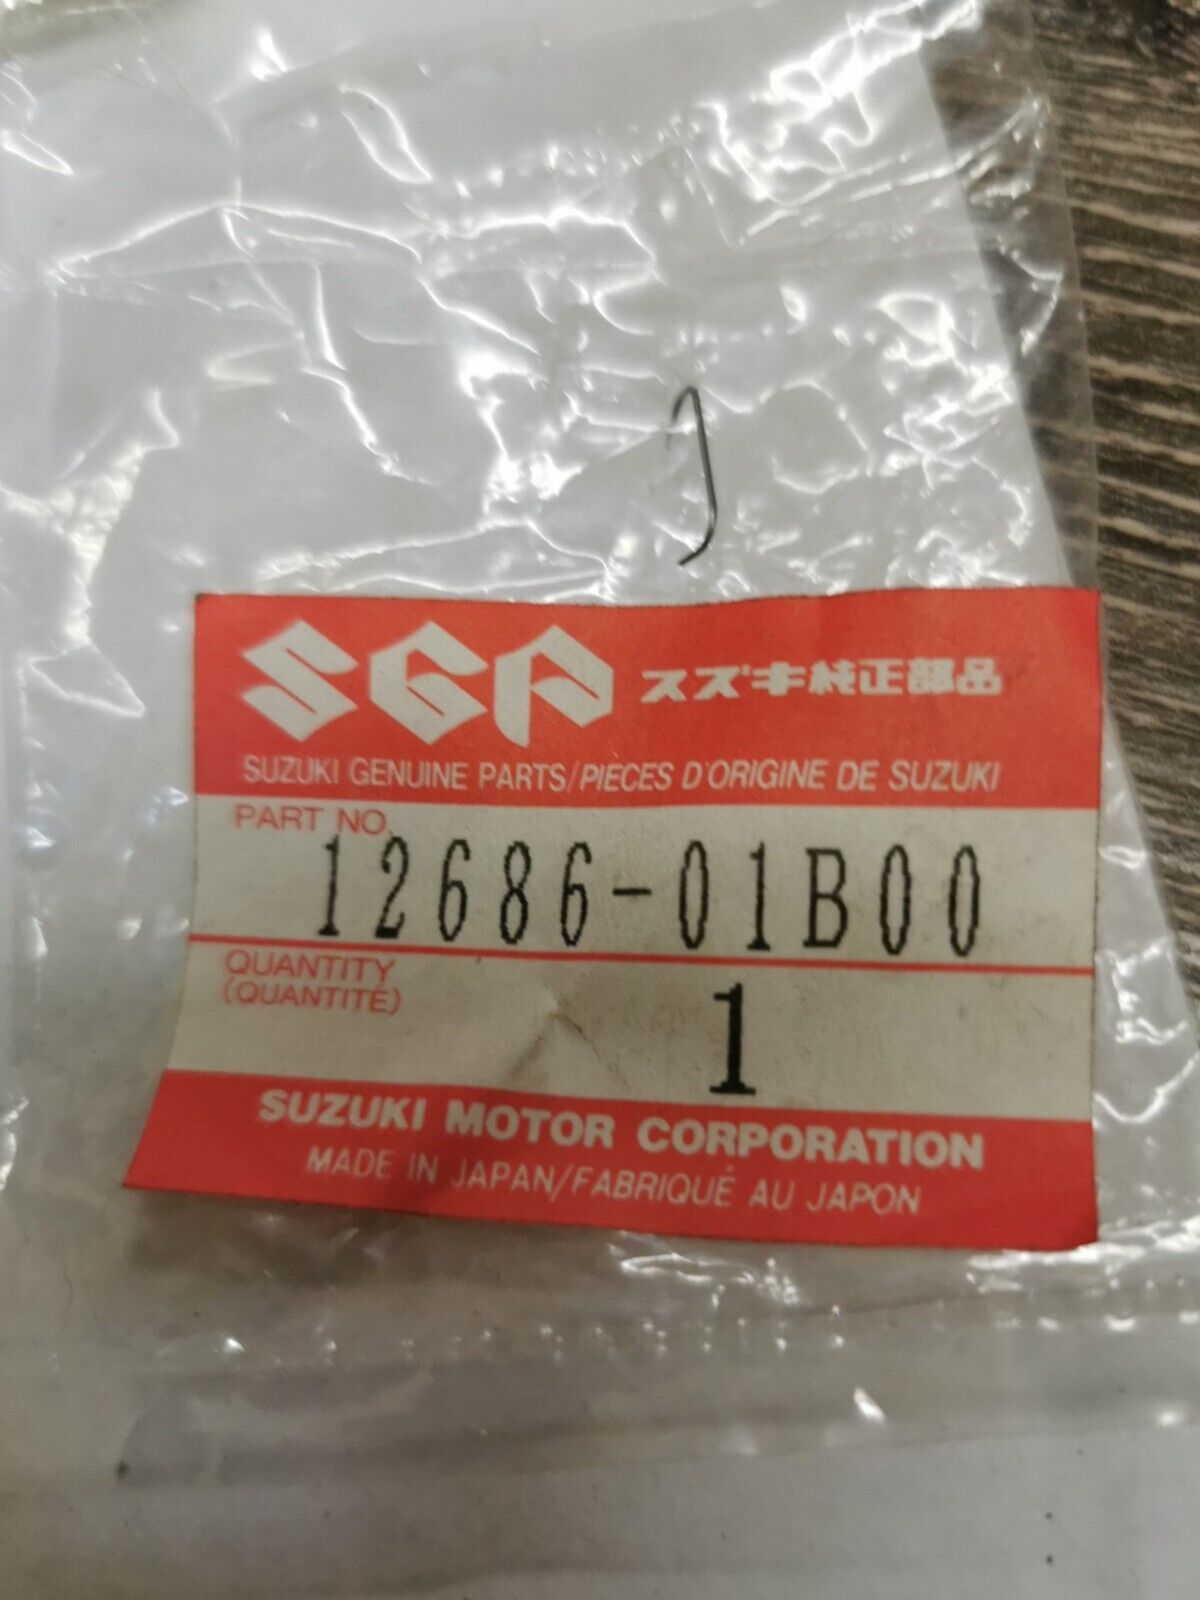 SGP スズキ純正部品
SUZUKI GENUINE PARTS/PIECES D'ORIGINE DE SUZUKI
PART NO.
12686-01B00
QUANTITY
(QUANTITÉ)
1
SUZUKI MOTOR CORPORATION
MADE IN JAPAN/FABRIQUÉ AU JAPON